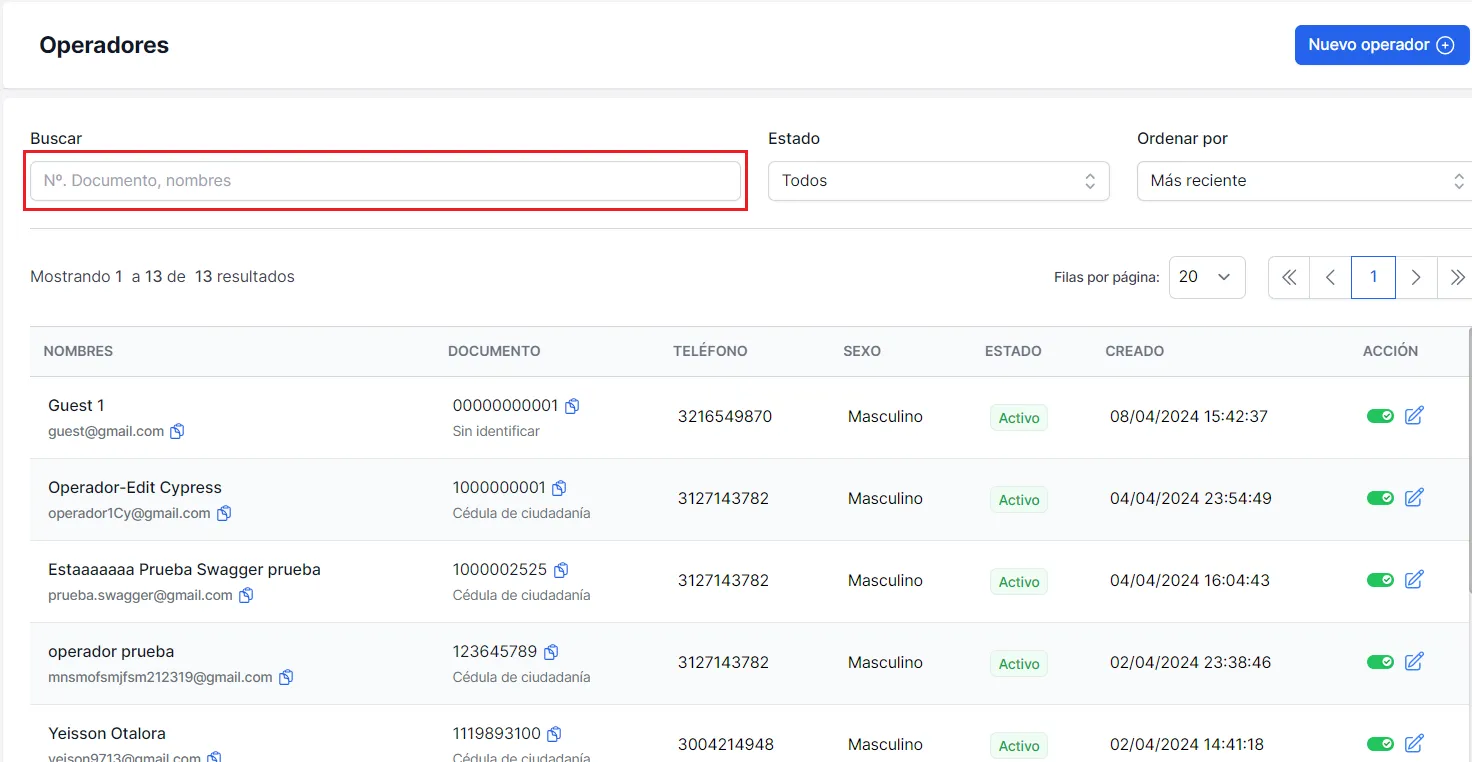 Operadores
Nuevo operador
Buscar Estado Ordenar por
Nº. Documento, nombres Todos Más reciente
Mostrando 1 a 13 de 13 resultados Filas por página: 20 1
NOMBRES DOCUMENTO TELÉFONO SEXO ESTADO CREADO ACCIÓN
Guest 1 00000000001
3216549870 Masculino Activo 08/04/2024 15:42:37
guest@gmail.com Sin identificar
Operador-Edit Cypress 1000000001
3127143782 Masculino Activo 04/04/2024 23:54:49
operador1Cy@gmail.com Cédula de ciudadanía
Estaaaaaaa Prueba Swagger prueba 1000002525
3127143782 Masculino Activo 04/04/2024 16:04:43
prueba.swagger@gmail.com Cédula de ciudadanía
operador prueba 123645789
3127143782 Masculino Activo 02/04/2024 23:38:46
mnsmofsmjfsm212319@gmail.com Cédula de ciudadanía
Yeisson Otalora 1119893100
3004214948 Masculino Activo 02/04/2024 14:41:18
yeison9713@gmail.com Cédula de ciudadanía